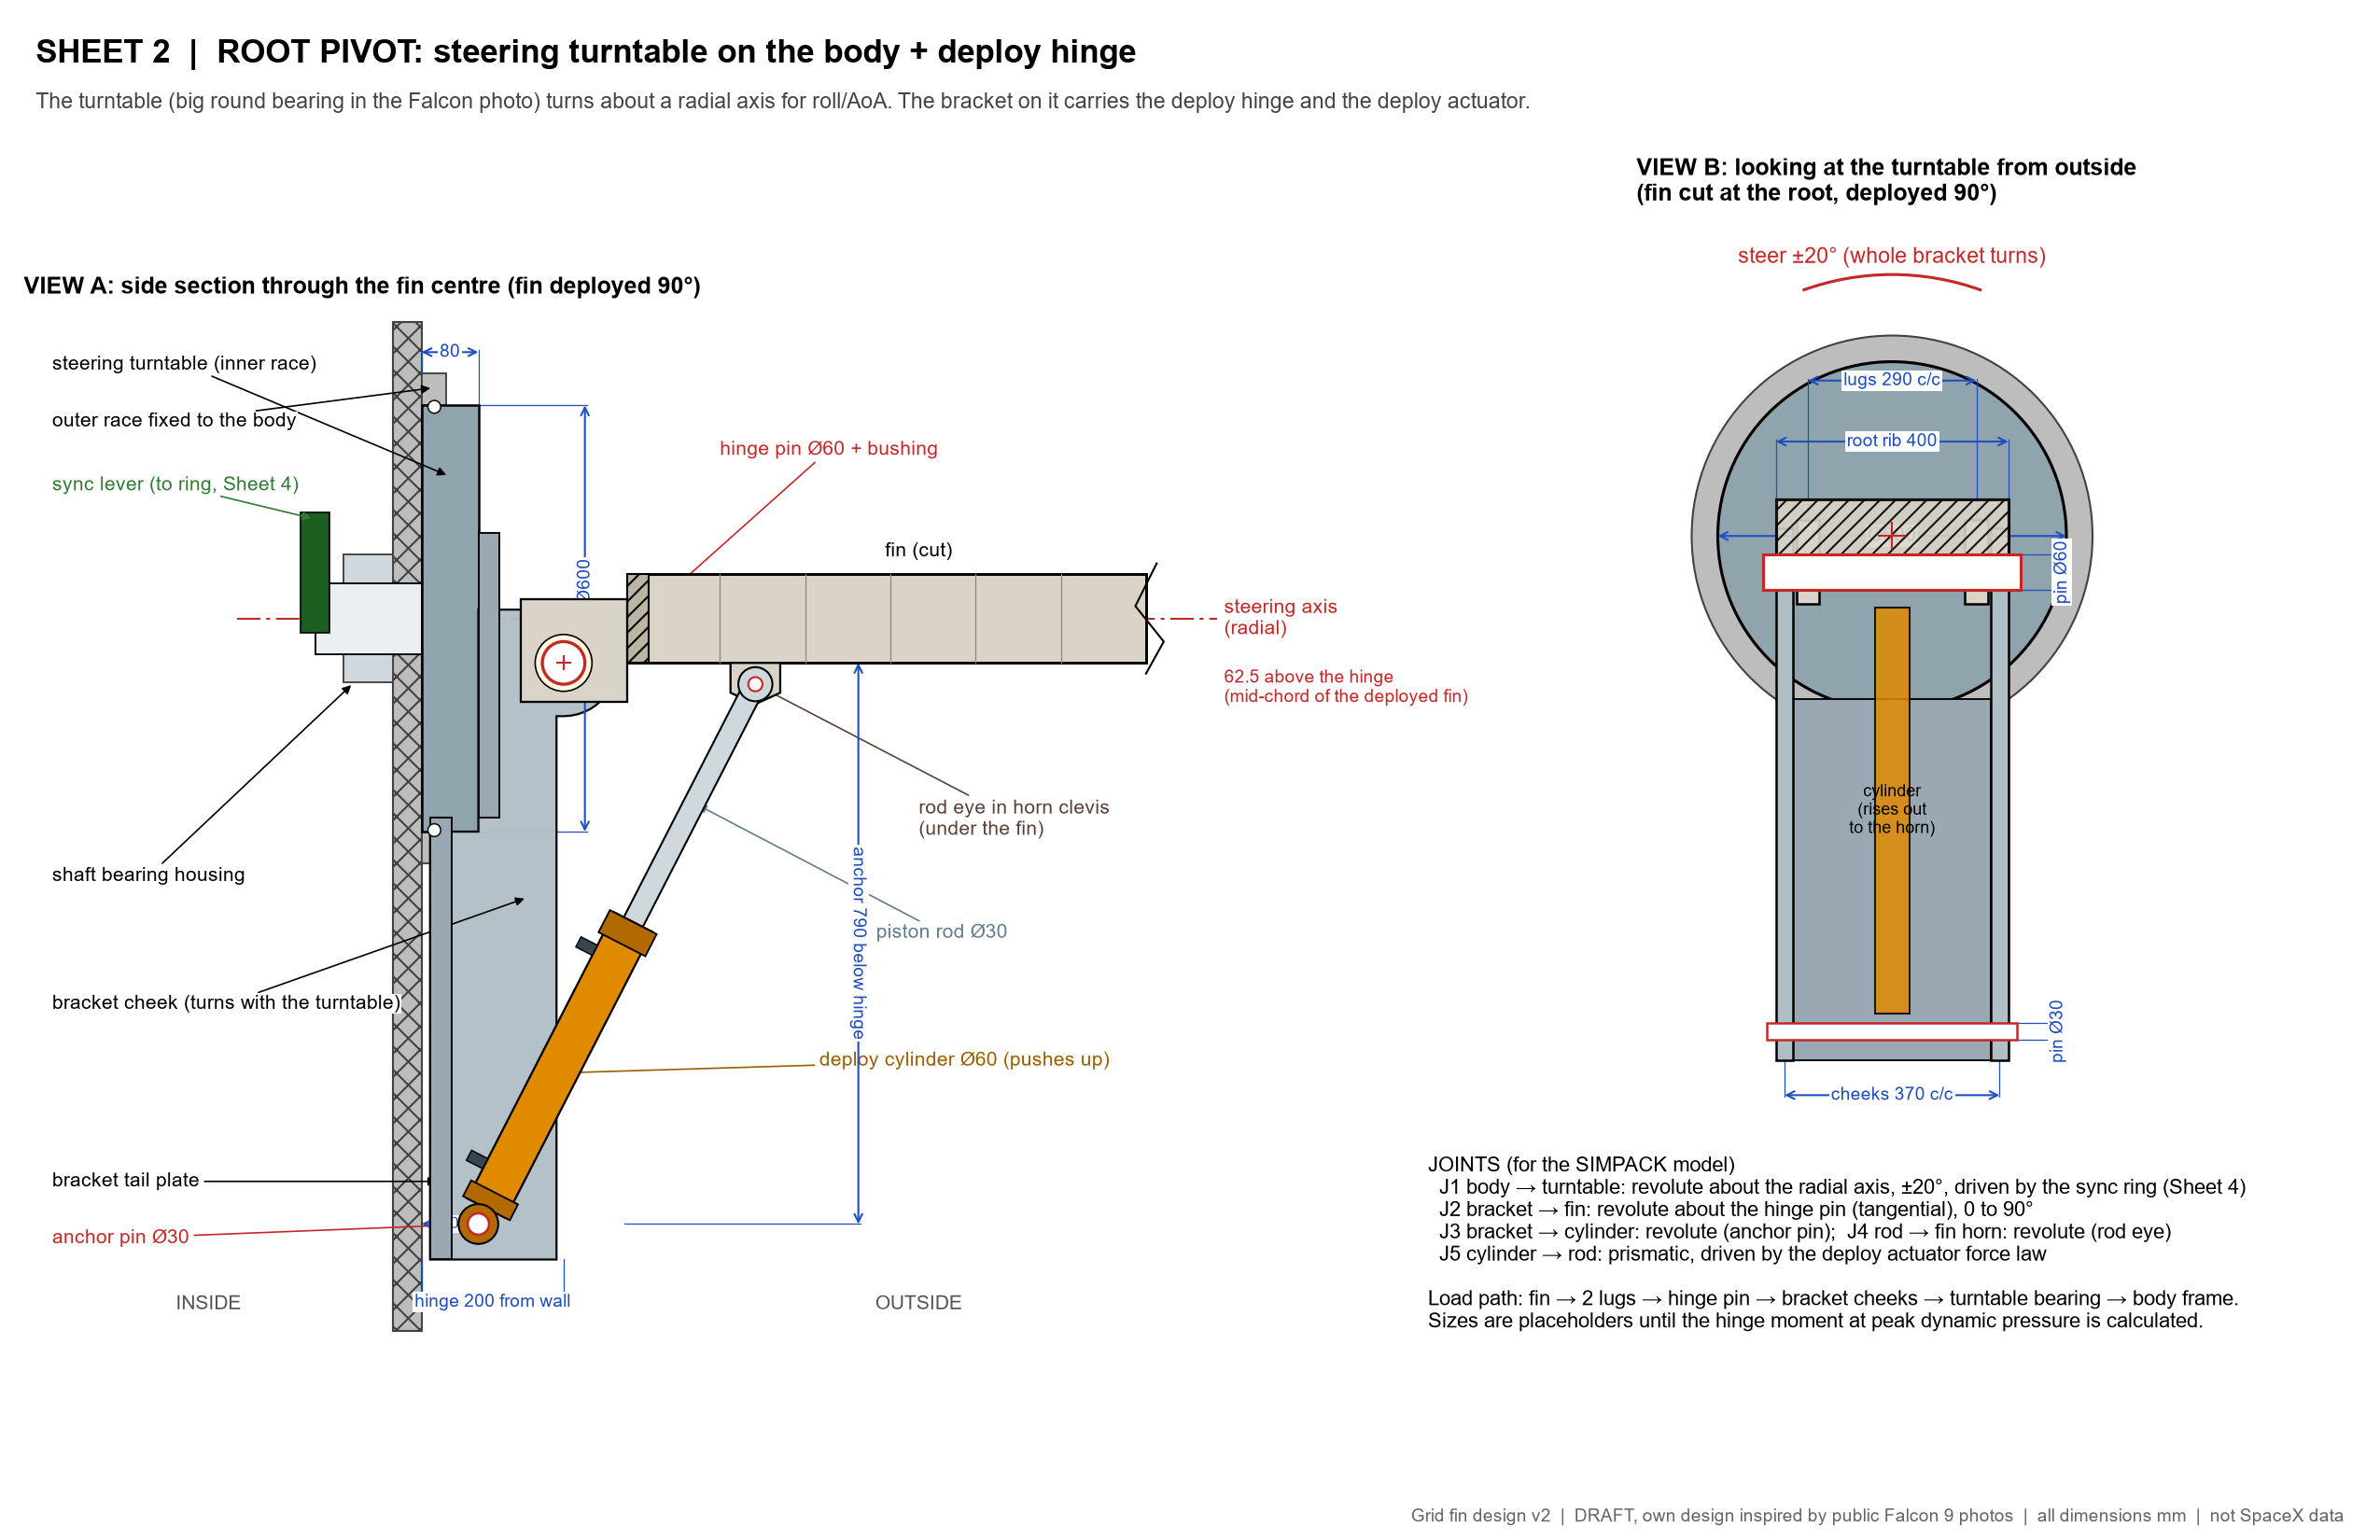 SHEET 2  |  ROOT PIVOT: steering turntable on the body + deploy hinge
The turntable (big round bearing in the Falcon photo) turns about a radial axis for roll/AoA. The bracket on it carries the deploy hinge and the deploy actuator.
VIEW A: side section through the fin centre (fin deployed 90°)
steering turntable (inner race)
outer race fixed to the body
sync lever (to ring, Sheet 4)
shaft bearing housing
bracket cheek (turns with the turntable)
bracket tail plate
anchor pin Ø30
INSIDE
80
Ø600
hinge pin Ø60 + bushing
fin (cut)
steering axis
(radial)
62.5 above the hinge
(mid-chord of the deployed fin)
rod eye in horn clevis
(under the fin)
piston rod Ø30
anchor 790 below hinge
deploy cylinder Ø60 (pushes up)
hinge 200 from wall
OUTSIDE
VIEW B: looking at the turntable from outside
(fin cut at the root, deployed 90°)
steer ±20° (whole bracket turns)
lugs 290 c/c
root rib 400
pin Ø60
cylinder
(rises out
to the horn)
pin Ø30
cheeks 370 c/c
JOINTS (for the SIMPACK model)
J1 body → turntable: revolute about the radial axis, ±20°, driven by the sync ring (Sheet 4)
J2 bracket → fin: revolute about the hinge pin (tangential), 0 to 90°
J3 bracket → cylinder: revolute (anchor pin);  J4 rod → fin horn: revolute (rod eye)
J5 cylinder → rod: prismatic, driven by the deploy actuator force law
Load path: fin → 2 lugs → hinge pin → bracket cheeks → turntable bearing → body frame.
Sizes are placeholders until the hinge moment at peak dynamic pressure is calculated.
Grid fin design v2  |  DRAFT, own design inspired by public Falcon 9 photos  |  all dimensions mm  |  not SpaceX data